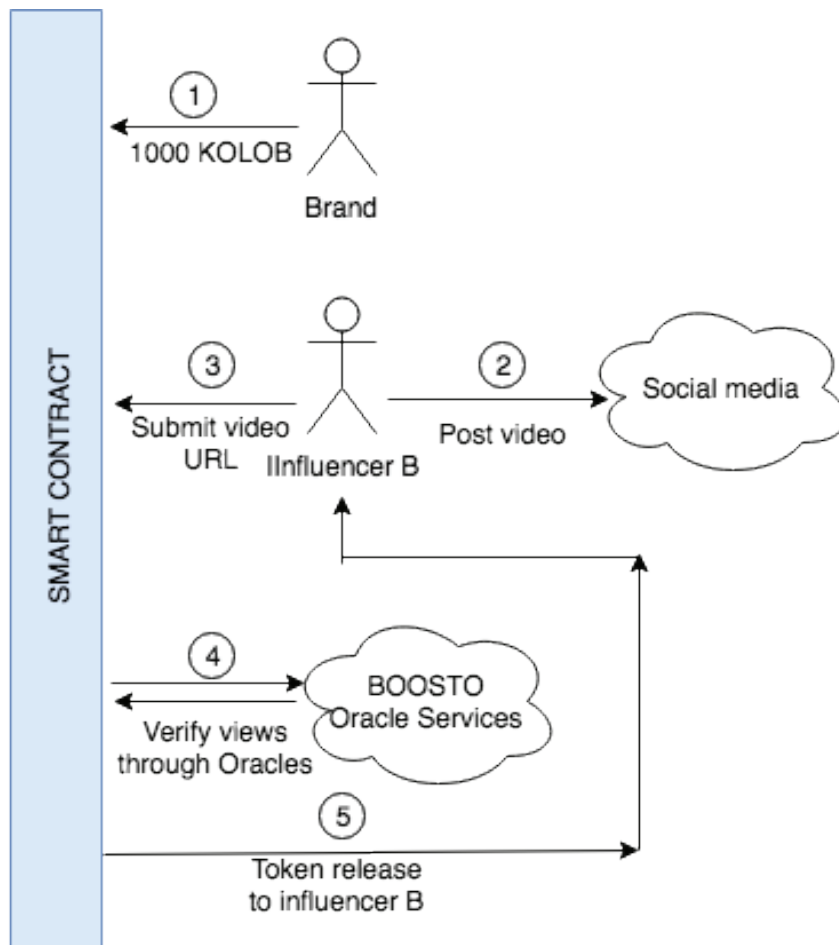 1
1000 KOLOB
Brand
SMART CONTRACT
3
Submit video
URL
IInfluencer B
2
Post video
Social media
4
Verify views
through Oracles
BOOSTO
Oracle Services
5
Token release
to influencer B